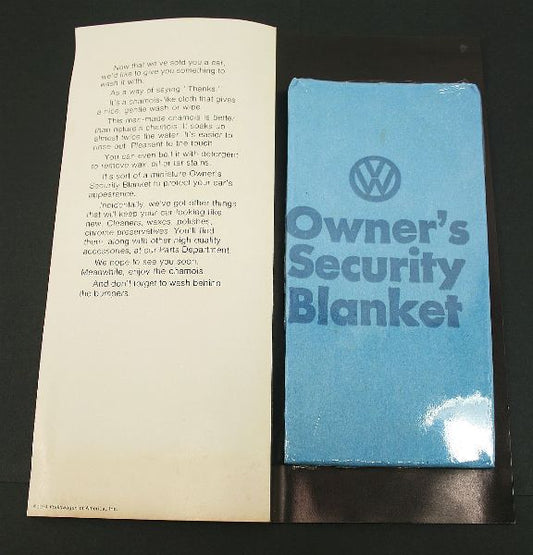 Now that we've sold you a car,
we'd like to give you something to
wash it with.
As a way of saying "Thanks."
It's a chamois-like cloth that gives
a nice, gentle wash or wipe.
This man-made chamois is better
than nature's chamois. It soaks up
almost twice the water. It's easier to
rinse out. Pleasant to the touch.
You can even boil it with detergent
to remove wax, oil or tar stains.
It's sort of a miniature Owner's
Security Blanket to protect your car's
appearance.
Incidentally, we've got other things
that will keep your car looking like
new. Cleaners, waxes, polishes,
chrome preservatives. You'll find
them, along with other high quality
accessories, at our Parts Department.
We hope to see you soon.
Meanwhile, enjoy the chamois.
And don't forget to wash behind
the bumpers.
Volkswagen of America, Inc.
VW
Owner's
Security
Blanket